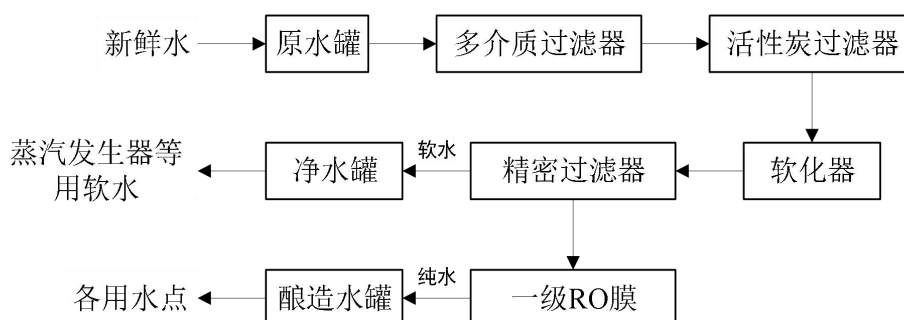 新鲜水
原水罐
多介质过滤器
活性炭过滤器
蒸汽发生器等
用软水
净水罐
软水
精密过滤器
软化器
各用水点
酿造水罐
纯水
一级RO膜